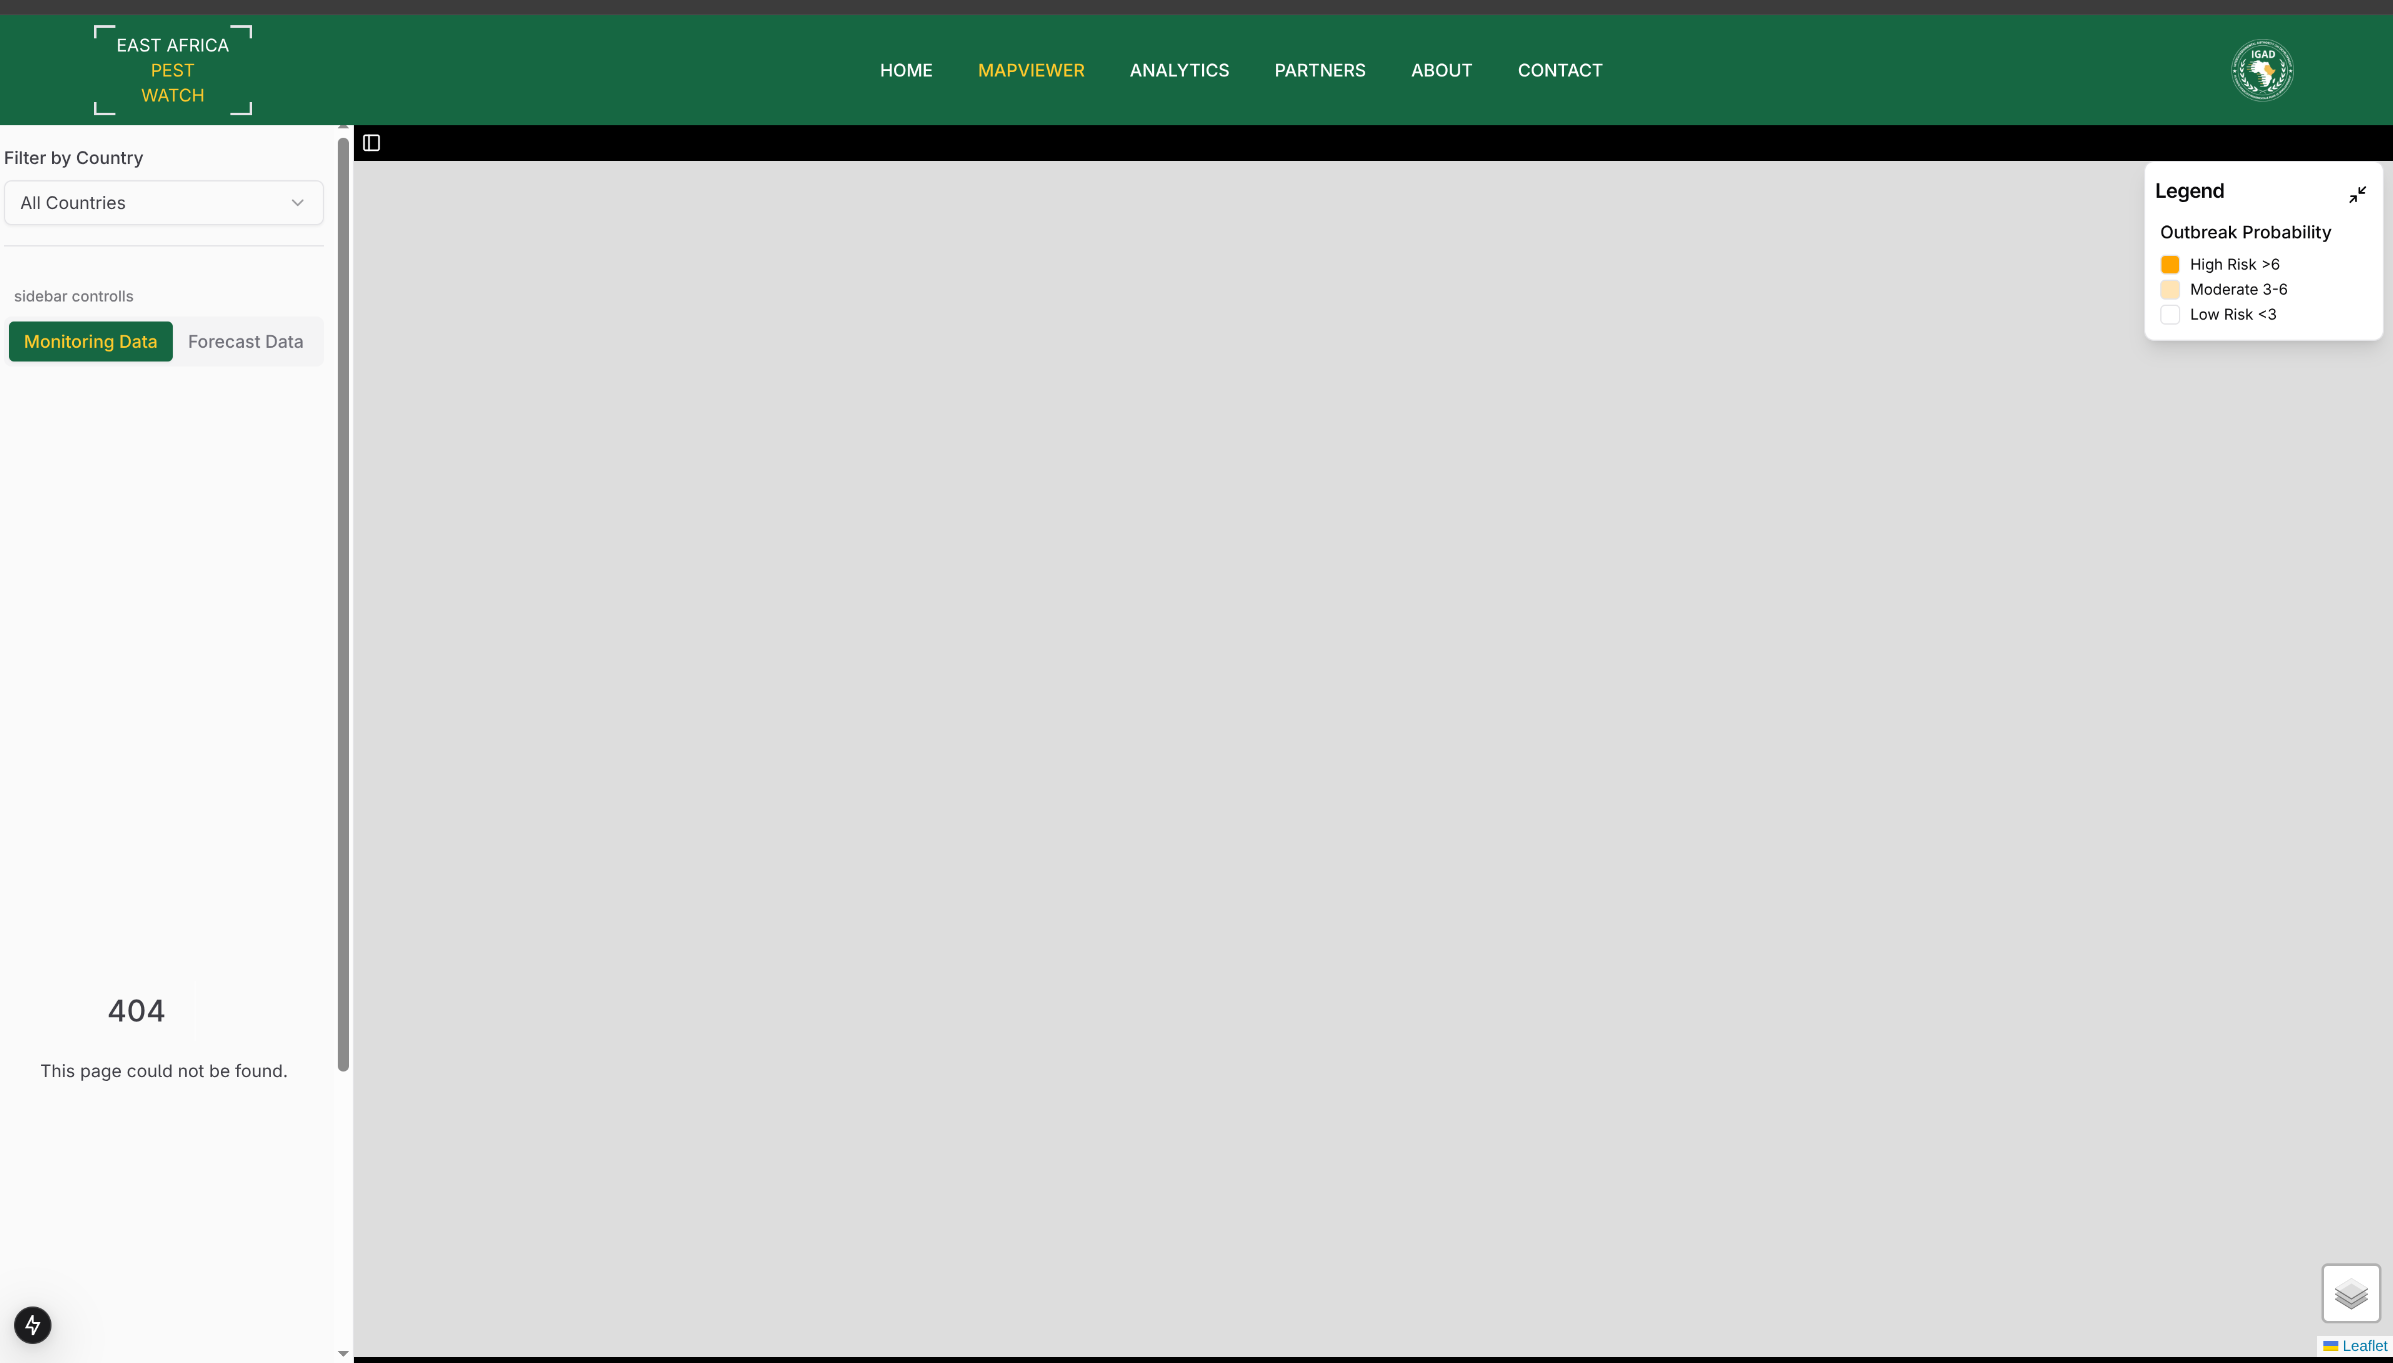 EAST AFRICA
PEST
WATCH
HOME MAPVIEWER ANALYTICS PARTNERS ABOUT CONTACT
IGAD
Filter by Country
All Countries
sidebar controlls
Monitoring Data Forecast Data
404
This page could not be found.
Legend
Outbreak Probability
High Risk >6
Moderate 3-6
Low Risk <3
Leaflet